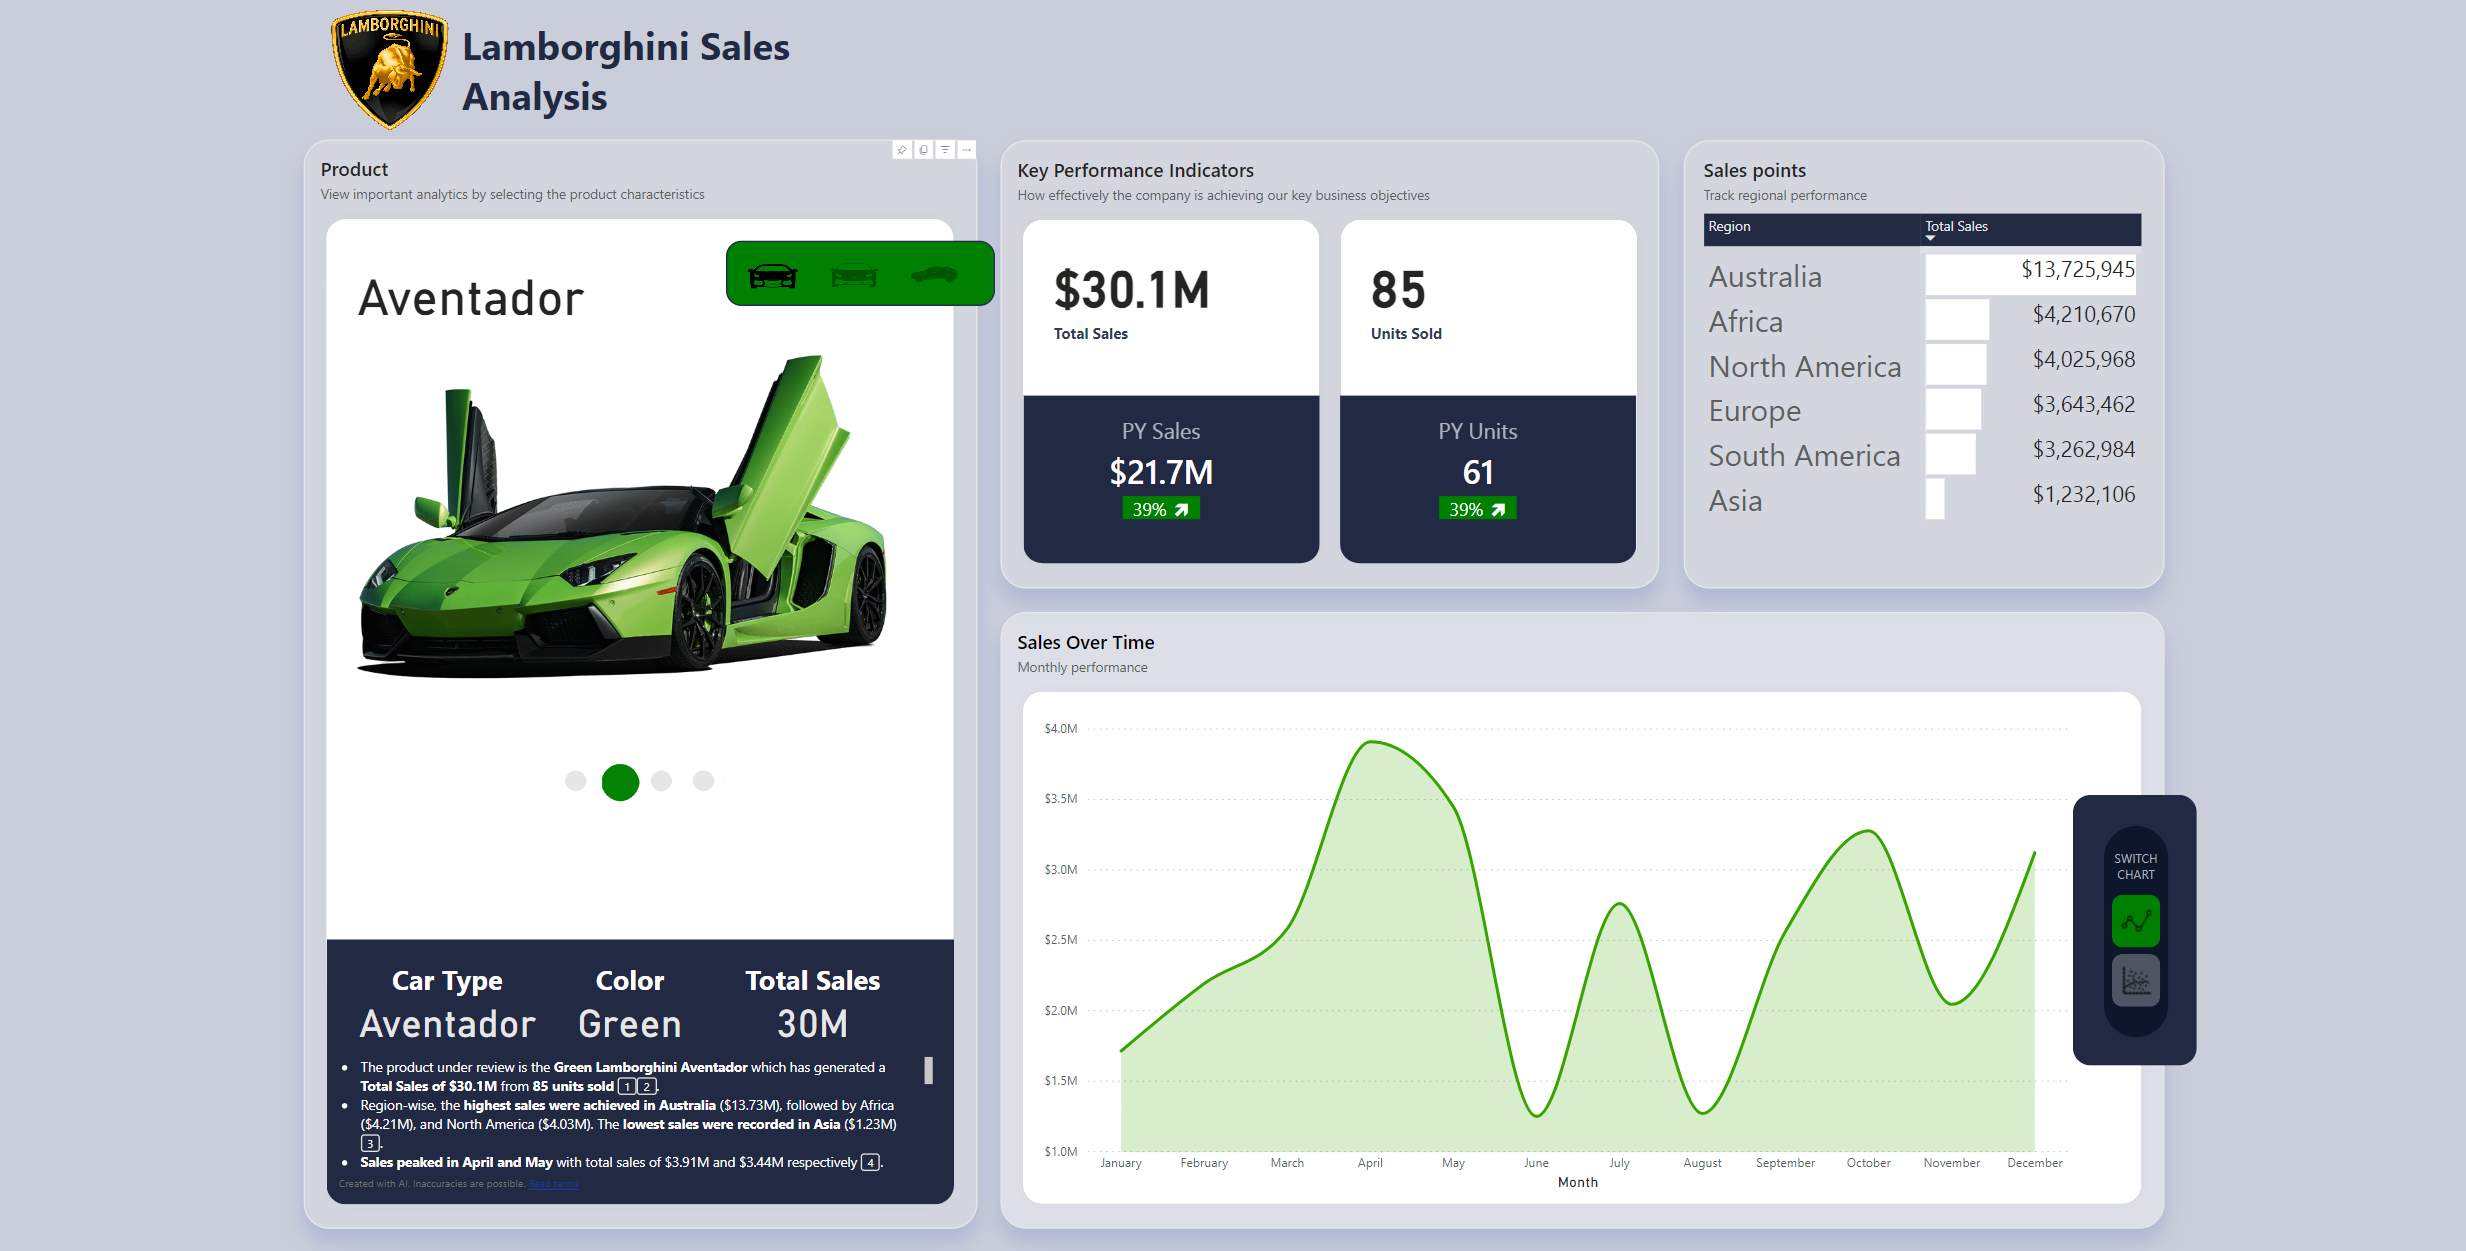 LAMBORGHINI
Lamborghini Sales
Analysis
Product
View important analytics by selecting the product characteristics
Aventador
Car Type
Color
Total Sales
Aventador
Green
30M
• The product under review is the Green Lamborghini Aventador which has generated a
Total Sales of $30.1M from 85 units sold 1 2.
• Region-wise, the highest sales were achieved in Australia ($13.73M), followed by Africa
($4.21M), and North America ($4.03M). The lowest sales were recorded in Asia ($1.23M)
3.
• Sales peaked in April and May with total sales of $3.91M and $3.44M respectively 4.
Created with AI. Inaccuracies are possible. Read terms
Key Performance Indicators
How effectively the company is achieving our key business objectives
$30.1M
Total Sales
PY Sales
$21.7M
39%
85
Units Sold
PY Units
61
39%
Sales points
Track regional performance
Region Total Sales
Australia $13,725,945
Africa $4,210,670
North America $4,025,968
Europe $3,643,462
South America $3,262,984
Asia $1,232,106
Sales Over Time
Monthly performance
$4.0M
$3.5M
$3.0M
$2.5M
$2.0M
$1.5M
$1.0M
January February March April May June July August September October November December
Month
SWITCH
CHART